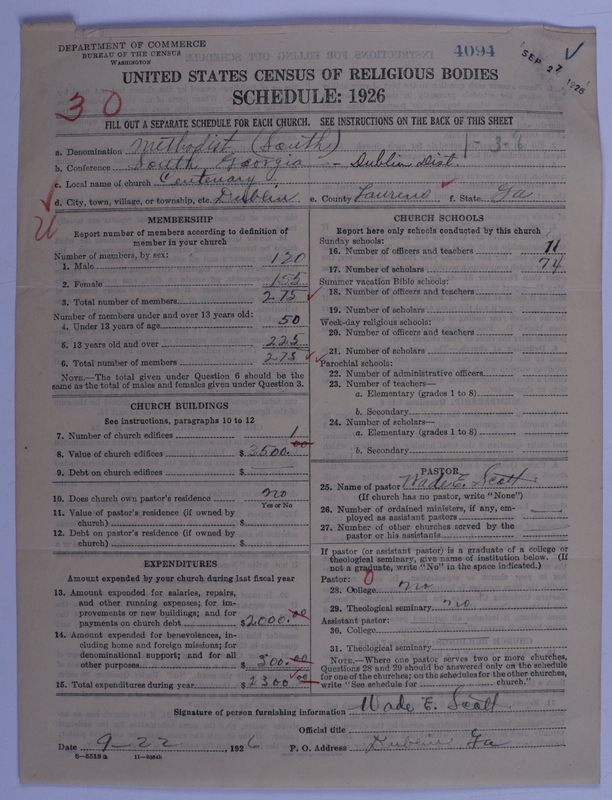 DEPARTMENT OF COMMERCE
BUREAU OF THE CENSUS
WASHINGTON
4094
SEP 27 1926
UNITED STATES CENSUS OF RELIGIOUS BODIES
SCHEDULE: 1926
30
FILL OUT A SEPARATE SCHEDULE FOR EACH CHURCH. SEE INSTRUCTIONS ON THE BACK OF THIS SHEET
a. Denomination Methodist (South)
b. Conference South Georgia - Dublin Dist.
c. Local name of church Centenary
d. City, town, village, or township, etc. Dublin e. County Laurens f. State Ga
MEMBERSHIP
Report number of members according to definition of
member in your church
Number of members, by sex:
1. Male 120
2. Female 155
3. Total number of members 275
Number of members under and over 13 years old:
4. Under 13 years of age 50
5. 13 years old and over 225
6. Total number of members 275
NOTE.—The total given under Question 6 should be the
same as the total of males and females given under Question 3.
CHURCH BUILDINGS
See instructions, paragraphs 10 to 12
7. Number of church edifices 1
8. Value of church edifices $3500.00
9. Debt on church edifices $
10. Does church own pastor's residence no
Yes or No
11. Value of pastor's residence (if owned by
church) $
12. Debt on pastor's residence (if owned by
church) $
EXPENDITURES
Amount expended by your church during last fiscal year
13. Amount expended for salaries, repairs,
and other running expenses; for im-
provements or new buildings; and for
payments on church debt $2000.00
14. Amount expended for benevolences, in-
cluding home and foreign missions; for
denominational support; and for all
other purposes $ 300.00
15. Total expenditures during year $2300.00
CHURCH SCHOOLS
Report here only schools conducted by this church
Sunday schools:
16. Number of officers and teachers 11
17. Number of scholars 74
Summer vacation Bible schools:
18. Number of officers and teachers
19. Number of scholars
Week-day religious schools:
20. Number of officers and teachers
21. Number of scholars
Parochial schools:
22. Number of administrative officers
23. Number of teachers—
a. Elementary (grades 1 to 8)
b. Secondary
24. Number of scholars—
a. Elementary (grades 1 to 8)
b. Secondary
PASTOR
25. Name of pastor Wade E. Scott
(If church has no pastor, write "None")
26. Number of ordained ministers, if any, em-
ployed as assistant pastors
27. Number of other churches served by the
pastor or his assistants
If pastor (or assistant pastor) is a graduate of a college or
theological seminary, give name of institution below. (If
not a graduate, write "No" in the space indicated.)
Pastor:
28. College no
29. Theological seminary no
Assistant pastor:
30. College
31. Theological seminary
NOTE.—Where one pastor serves two or more churches,
Questions 28 and 29 should be answered only on the schedule
for one of the churches; on the schedules for the other churches,
write "See schedule for church."
Signature of person furnishing information Wade E. Scott
Official title
Date 9-22 1926 P. O. Address Dublin Ga